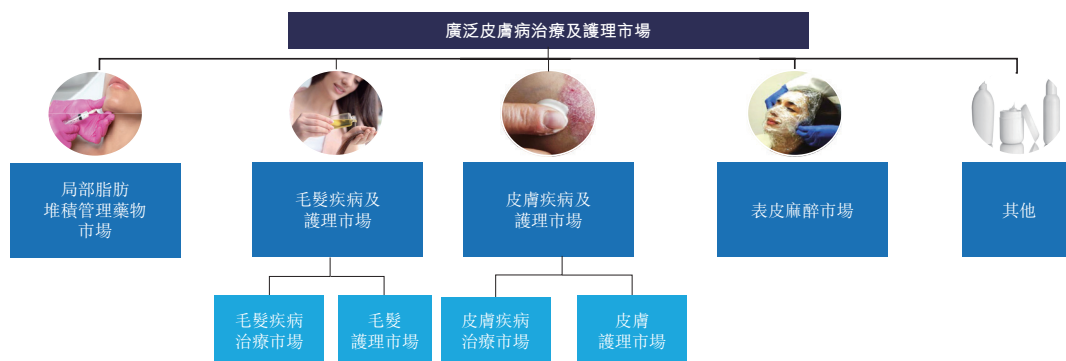 廣泛皮膚病治療及護理市場
局部脂肪
堆積管理藥物
市場
毛髮疾病及
護理市場
皮膚疾病及
護理市場
表皮麻醉市場
其他
毛髮疾病
治療市場
毛髮
護理市場
皮膚疾病
治療市場
皮膚
護理市場